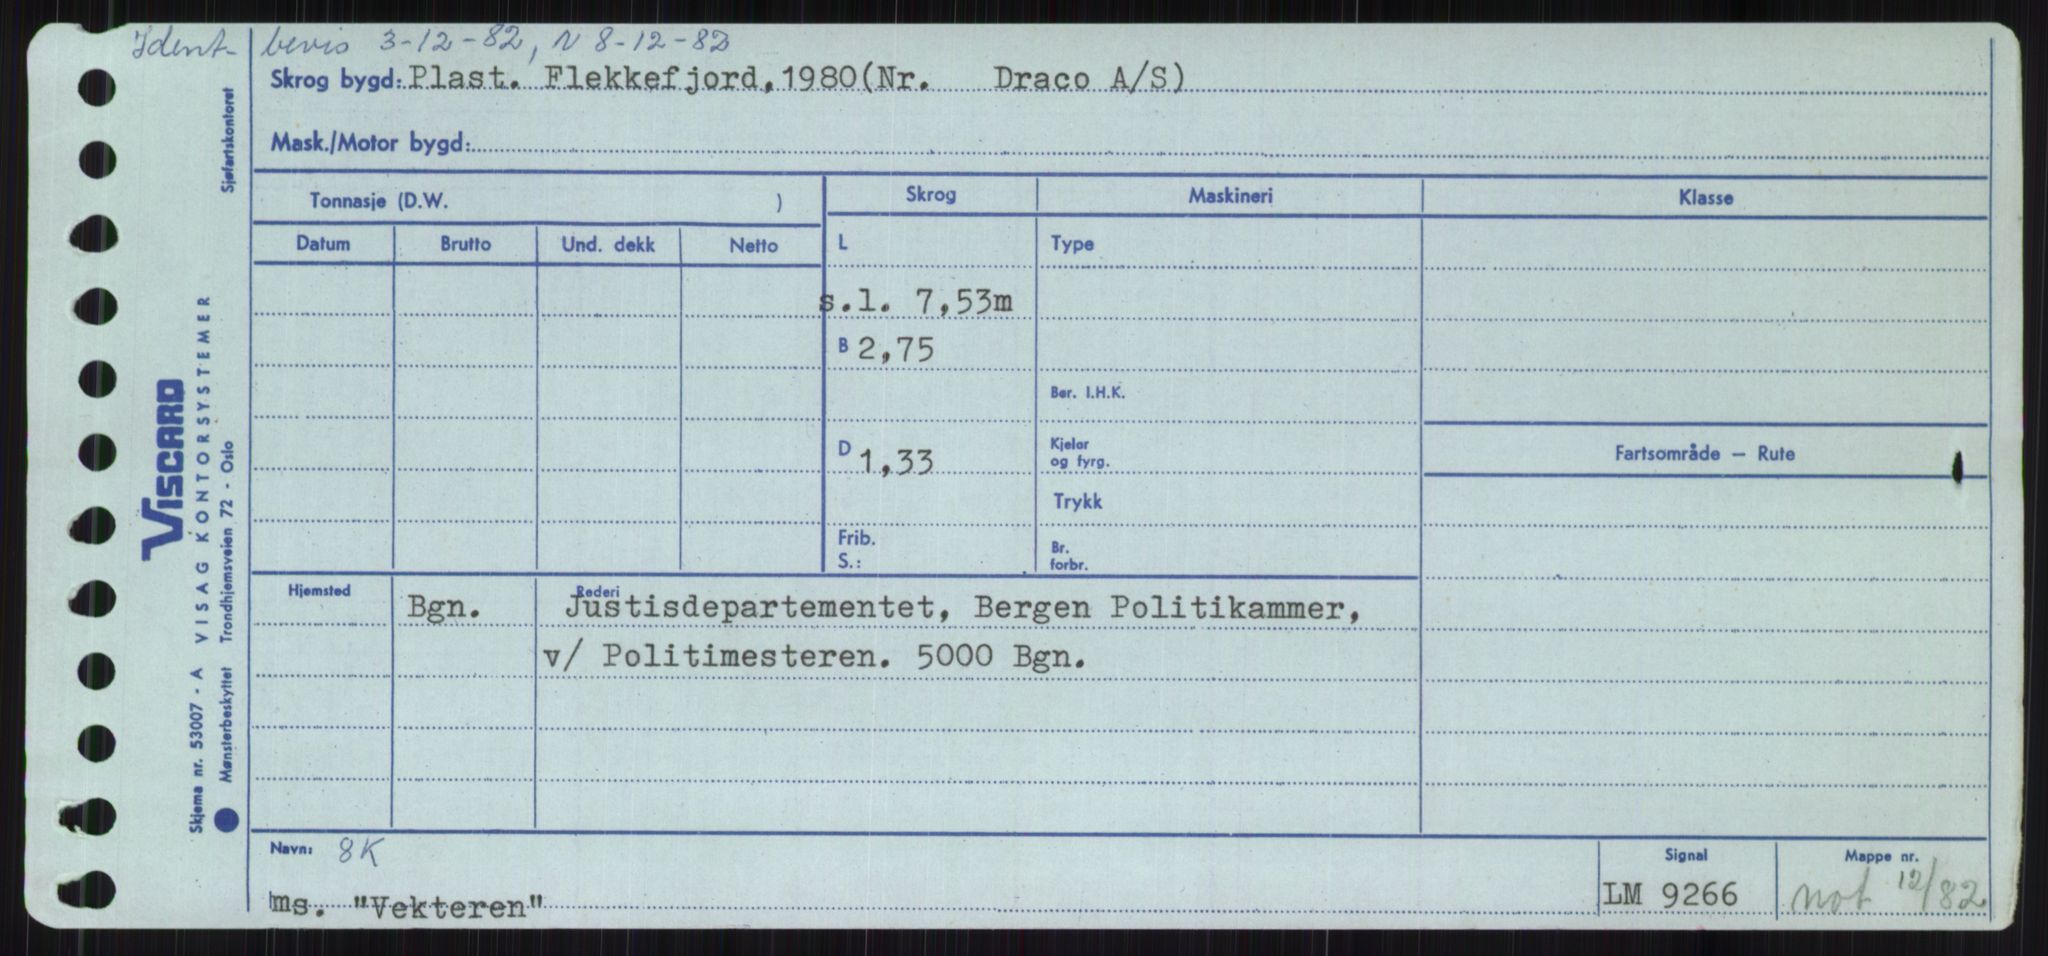 Ident- bevis 3-12-82, N 8-12-82
Skrog bygd: Plast. Flekkefjord, 1980(Nr. Draco A/S)
Mask./Motor bygd:
Tonnasje (D.W. )
Skrog
Maskineri
Klasse
Datum
Brutto
Und. dekk
Netto
L
Type
s.l. 7,53m
B 2,75
Ber. I.H.K.
D 1,33
Kjeler
og fyrg.
Fartsområde — Rute
Trykk
Frib.
S.:
Br.
forbr.
Hjemsted
Bgn.
Rederi
Justisdepartementet, Bergen Politikammer,
v/ Politimesteren. 5000 Bgn.
Navn: 8K
ms. "Vekteren"
Signal
LM 9266
Mappe nr.
not 12/82
Skjema nr. 53007 - A VISAG KONTORSYSTEMER
VISCARD
Mønsterbeskyttet Trondhjemsveien 72 - Oslo
Sjøfartskontoret